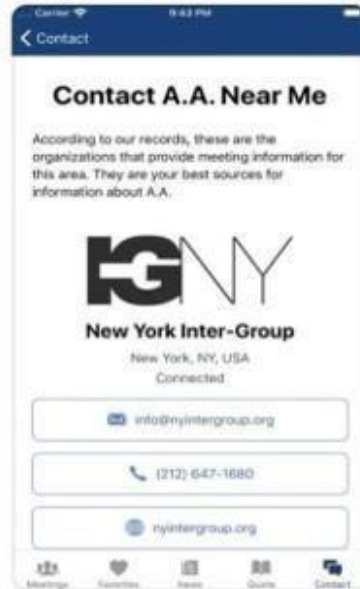 Carrier 9:43 PM
Contact
Contact A.A. Near Me
According to our records, these are the
organizations that provide meeting information for
this area. They are your best sources for
information about A.A.
IGNY
New York Inter-Group
New York, NY, USA
Connected
info@nyintergroup.org
(212) 647-1680
nyintergroup.org
Meetings Favorites News Quote Contact